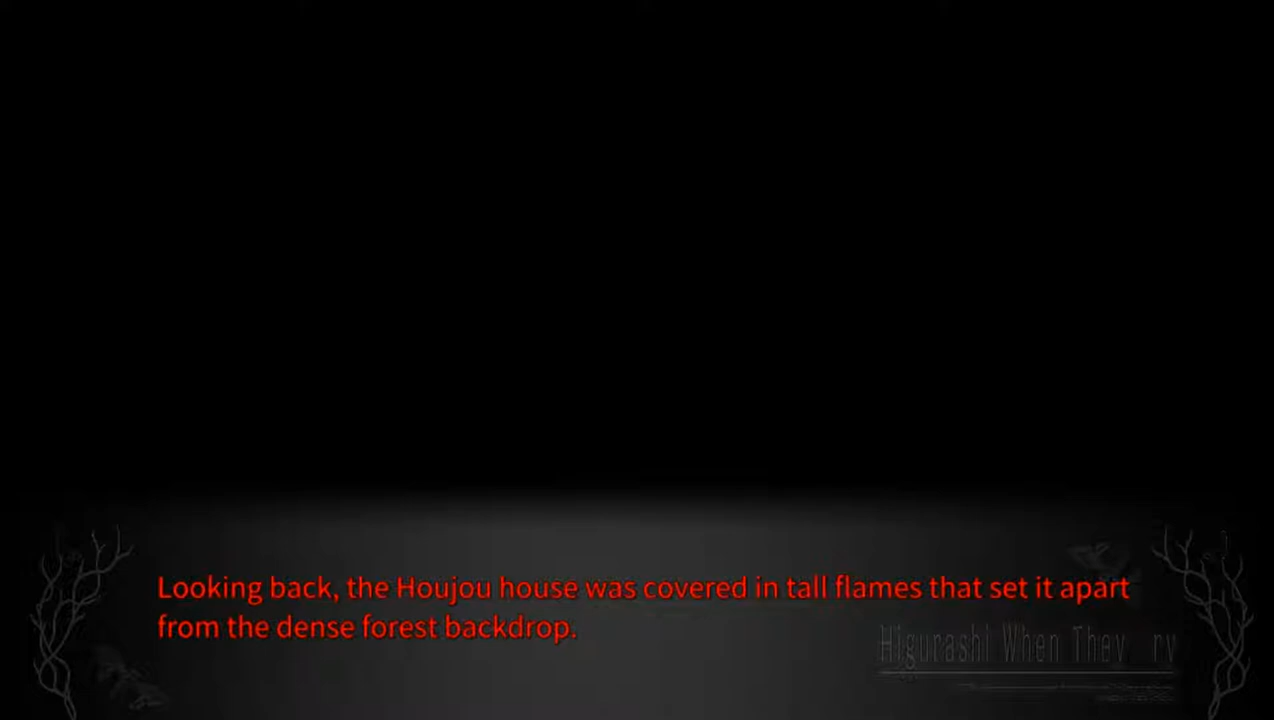 Looking back, the Houjou house was covered in tall flames that set it apart
from the dense forest backdrop.
Higurashi When They ry